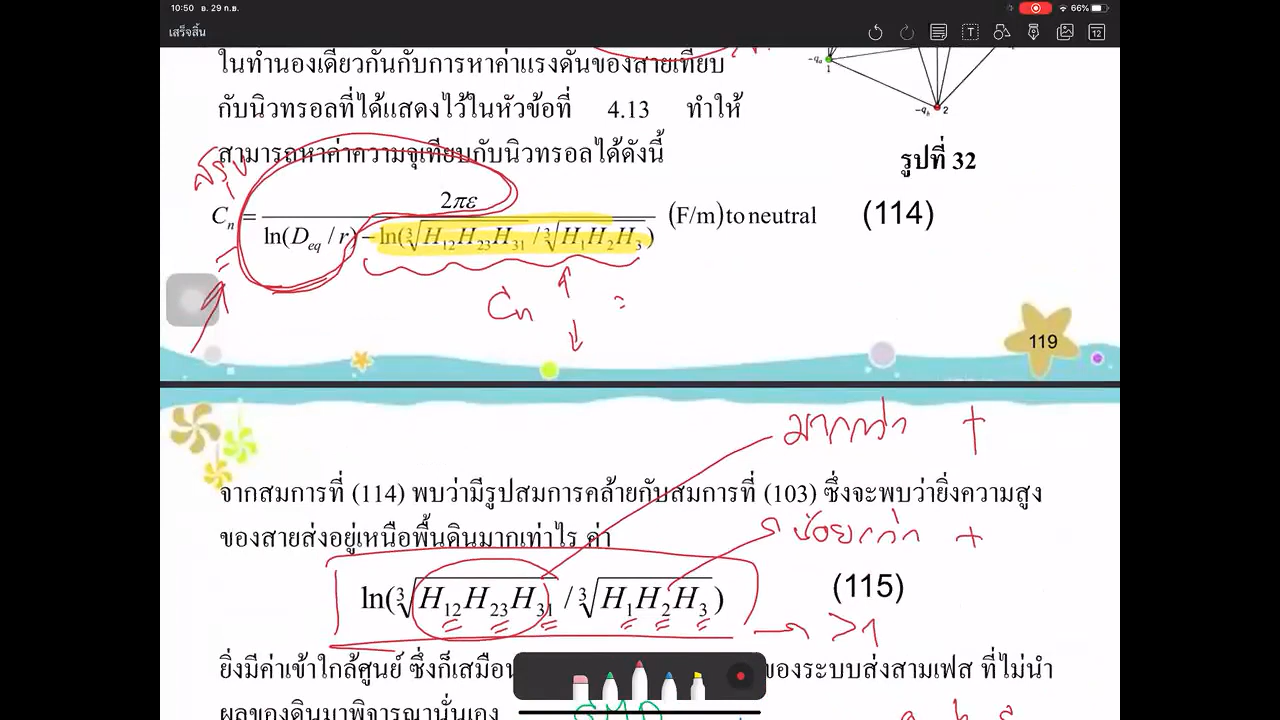 10:50 อ. 29 ก.ย.
66%
เสร็จสิ้น
12
ในทำนองเดียวกันกับการหาค่าแรงดันของสายเทียบ
กับนิวทรอลที่ได้แสดงไว้ในหัวข้อที่ 4.13 ทำให้
สามารถหาค่าความจุเทียบกับนิวทรอลได้ดังนี้
-qa
1
-qb 2
รูปที่ 32
สรุป
Cn = 2πε / ln(Deq / r) − ln(∛H12H23H31 / ∛H1H2H3) (F/m) to neutral (114)
Cn =
119
มากกว่า +
จากสมการที่ (114) พบว่ามีรูปสมการคล้ายกับสมการที่ (103) ซึ่งจะพบว่ายิ่งความสูง
ของสายส่งอยู่เหนือพื้นดินมากเท่าไร ค่า
น้อยกว่า +
ln(∛H12H23H31 / ∛H1H2H3) (115)
>1
ยิ่งมีค่าเข้าใกล้ศูนย์ ซึ่งก็เสมือน ของระบบส่งสามเฟส ที่ไม่นำ
ผลของดินมาพิจารณานั่นเอง